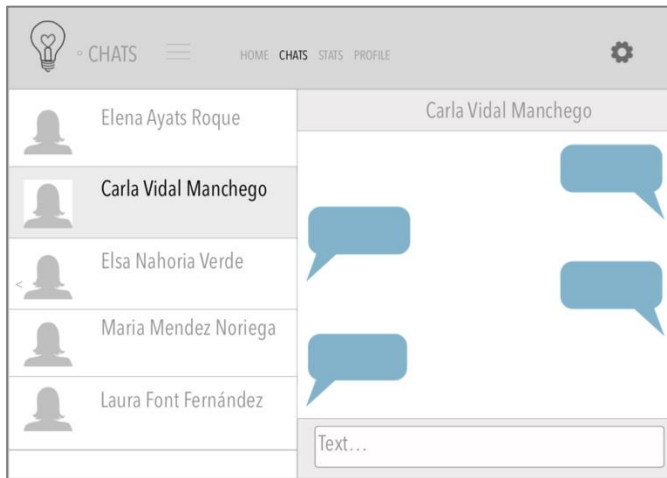 CHATS
HOME CHATS STATS PROFILE
Elena Ayats Roque
Carla Vidal Manchego
<
Elsa Nahoria Verde
Maria Mendez Noriega
Laura Font Fernández
Carla Vidal Manchego
Text...